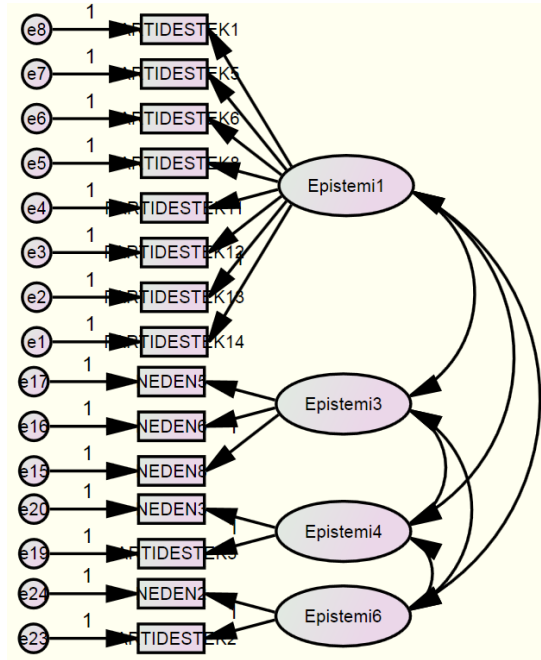 1
e8 PARTIDESTEK1
1
e7 PARTIDESTEK5
1
e6 PARTIDESTEK6
1
e5 PARTIDESTEK8
Epistemi1
1
e4 PARTIDESTEK11
1
e3 PARTIDESTEK12
1
1
e2 PARTIDESTEK13
1
e1 PARTIDESTEK14
1
e17 NEDEN5
Epistemi3
1
e16 NEDEN6 1
1
e15 NEDEN8
1
e20 NEDEN3
Epistemi4
1
e19
1
e24 NEDEN2
Epistemi6
1
1
e23 PARTIDESTEK2